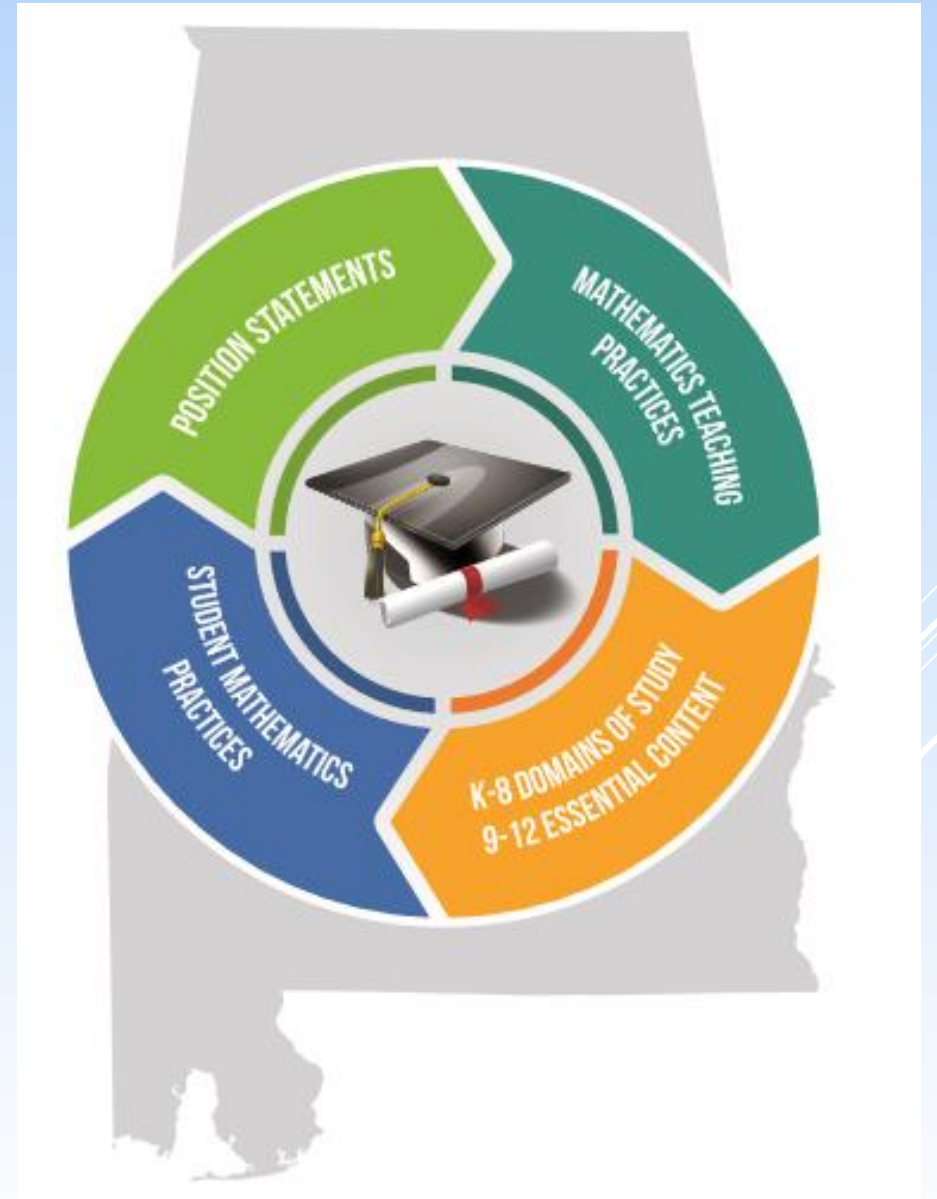 POSITION STATEMENTS
MATHEMATICS TEACHING
PRACTICES
K-8 DOMAINS OF STUDY
9-12 ESSENTIAL CONTENT
STUDENT MATHEMATICS
PRACTICES